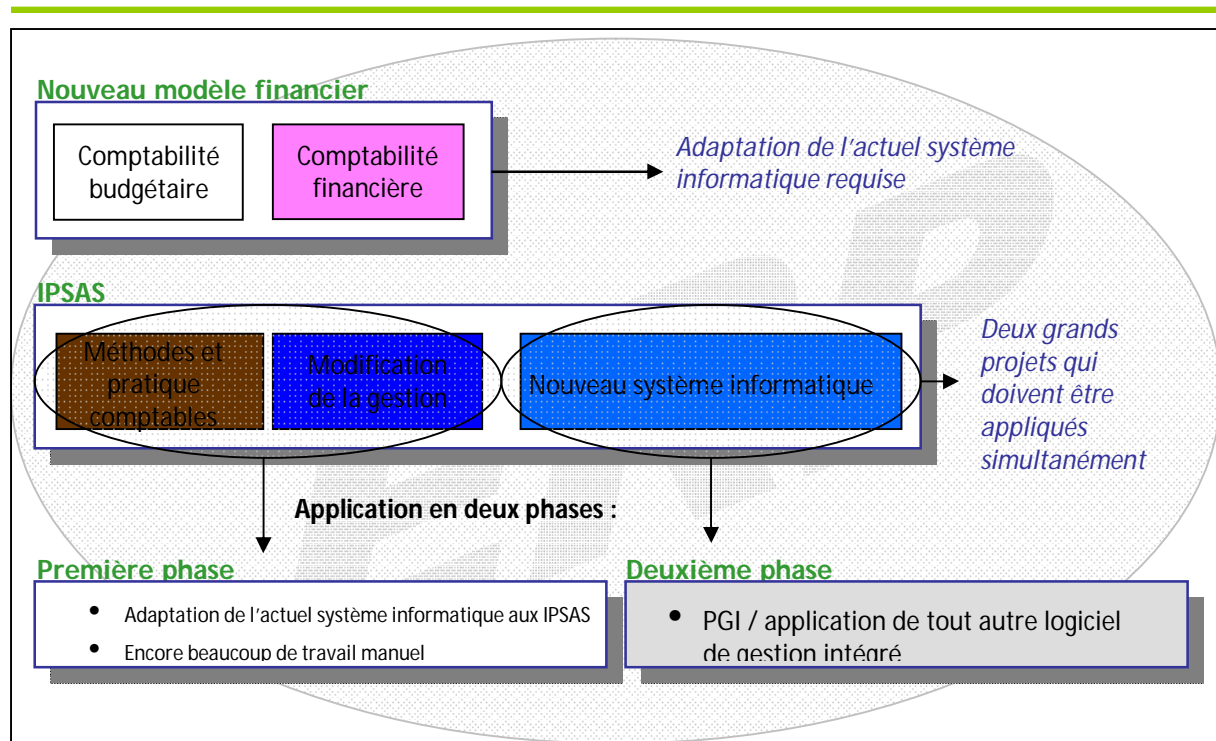 Nouveau modèle financier
Comptabilité
budgétaire
Comptabilité
financière
Adaptation de l'actuel système
informatique requise
IPSAS
Méthodes et
pratique
comptables
Modification
de la gestion
Nouveau système informatique
Deux grands
projets qui
doivent être
appliqués
simultanément
Application en deux phases :
Première phase
• Adaptation de l'actuel système informatique aux IPSAS
• Encore beaucoup de travail manuel
Deuxième phase
• PGI / application de tout autre logiciel
de gestion intégré